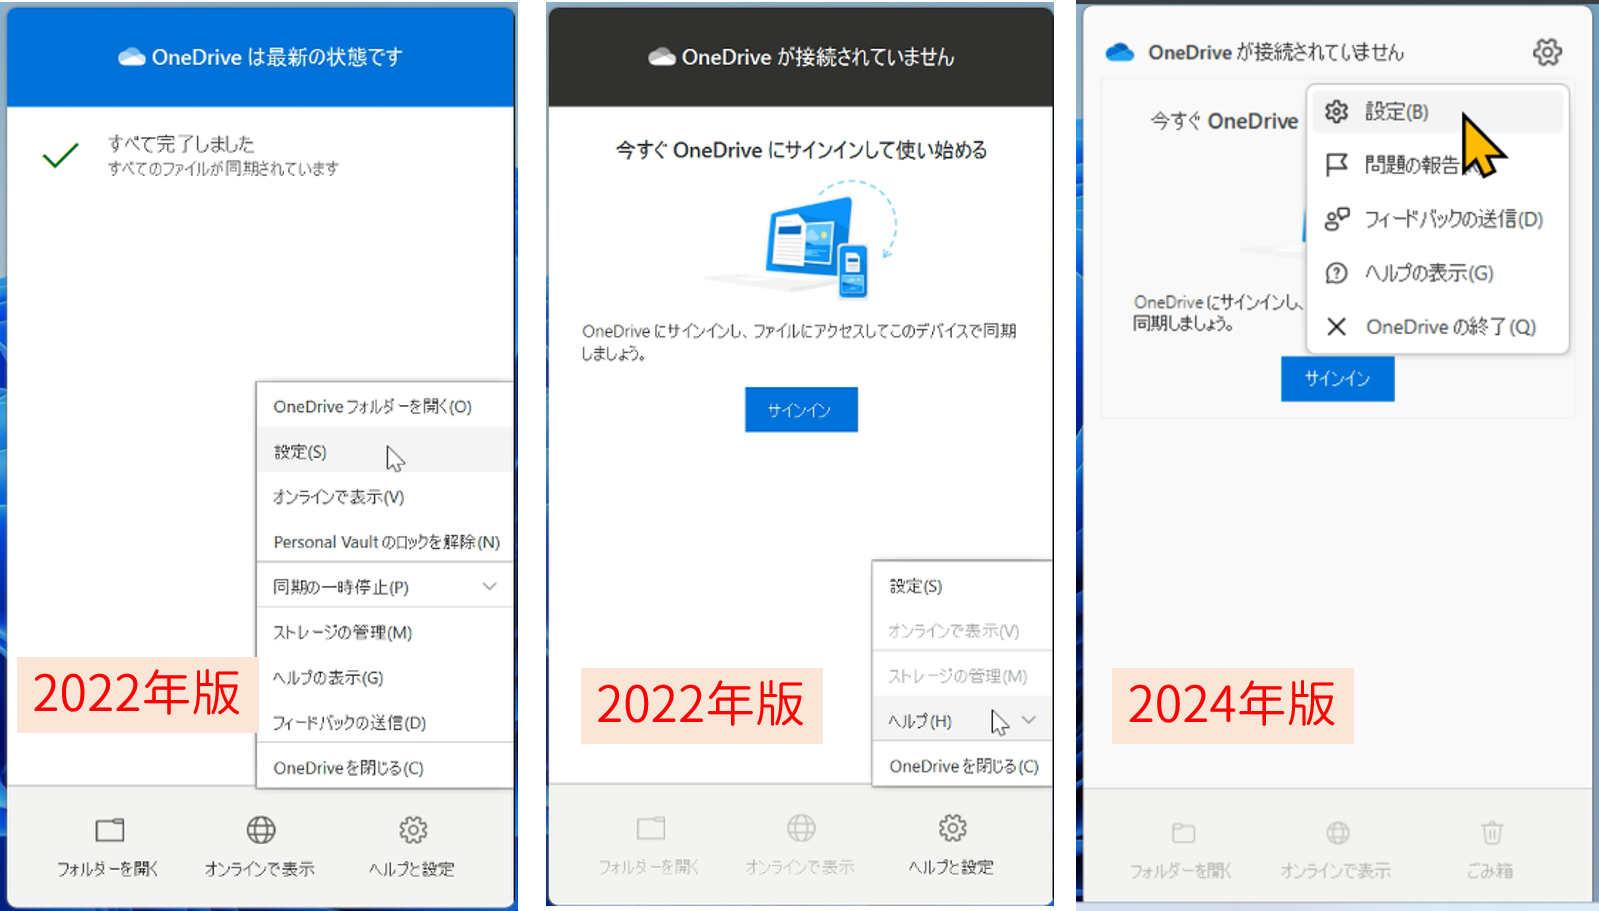 OneDrive は最新の状態です
すべて完了しました
すべてのファイルが同期されています
OneDrive フォルダーを開く(O)
設定(S)
オンラインで表示(V)
Personal Vault のロックを解除(N)
同期の一時停止(P)
ストレージの管理(M)
ヘルプの表示(G)
フィードバックの送信(D)
OneDrive を閉じる(C)
2022年版
フォルダーを開く
オンラインで表示
ヘルプと設定
OneDrive が接続されていません
今すぐ OneDrive にサインインして使い始める
OneDrive にサインインし、ファイルにアクセスしてこのデバイスで同期
しましょう。
サインイン
設定(S)
オンラインで表示(V)
ストレージの管理(M)
ヘルプ(H)
OneDrive を閉じる(C)
2022年版
フォルダーを開く
オンラインで表示
ヘルプと設定
OneDrive が接続されていません
今すぐ OneDrive
設定(B)
問題の報告
フィードバックの送信(D)
ヘルプの表示(G)
OneDrive の終了(Q)
OneDrive にサインインし、
同期しましょう。
サインイン
2024年版
フォルダーを開く
オンラインで表示
ごみ箱